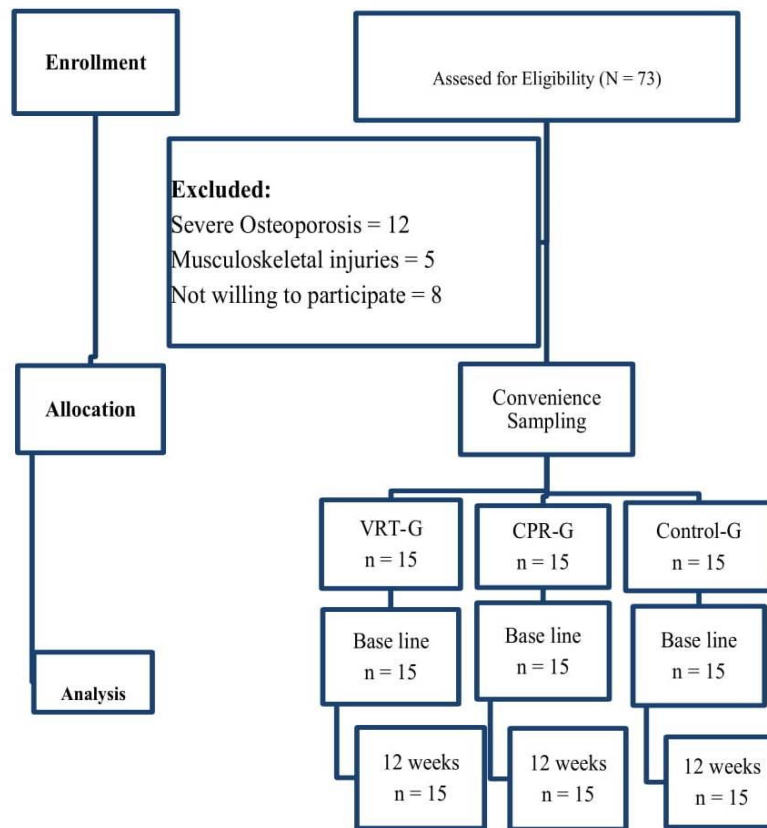 Enrollment
Assesed for Eligibility (N = 73)
Excluded:
Severe Osteoporosis = 12
Musculoskeletal injuries = 5
Not willing to participate = 8
Allocation
Convenience
Sampling
VRT-G
n = 15
CPR-G
n = 15
Control-G
n = 15
Base line
n = 15
Base line
n = 15
Base line
n = 15
Analysis
12 weeks
n = 15
12 weeks
n = 15
12 weeks
n = 15